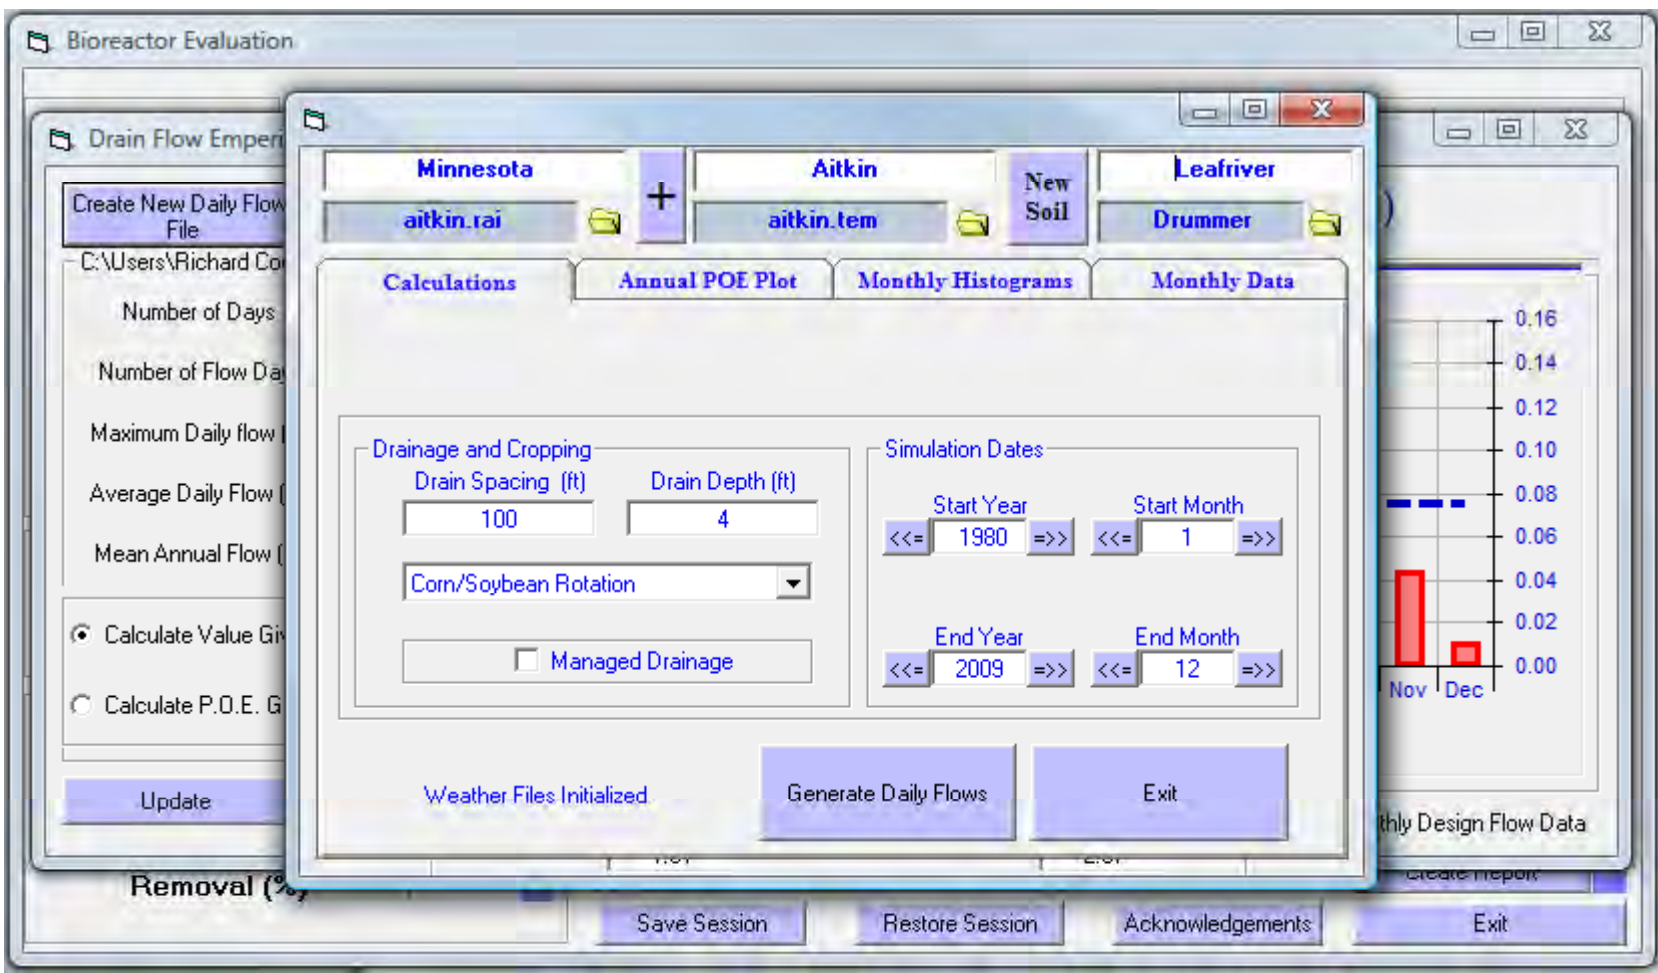 Bioreactor Evaluation
Drain Flow Emperi
Create New Daily Flow
File
C:\Users\Richard Co
Number of Days
Number of Flow Da
Maximum Daily flow (
Average Daily Flow (
Mean Annual Flow (
Calculate Value Giv
Calculate P.O.E. G
Update
Minnesota
+
Aitkin
New
Soil
Leafriver
aitkin.rai
aitkin.tem
Drummer
Calculations
Annual POE Plot
Monthly Histograms
Monthly Data
Drainage and Cropping
Drain Spacing (ft)
Drain Depth (ft)
100
4
Corn/Soybean Rotation
Managed Drainage
Simulation Dates
Start Year
Start Month
<<= 1980 =>>
<<= 1 =>>
End Year
End Month
<<= 2009 =>>
<<= 12 =>>
Weather Files Initialized
Generate Daily Flows
Exit
)
0.16
0.14
0.12
0.10
0.08
0.06
0.04
0.02
0.00
Nov
Dec
thly Design Flow Data
Removal (%)
Create Report
Save Session
Restore Session
Acknowledgements
Exit